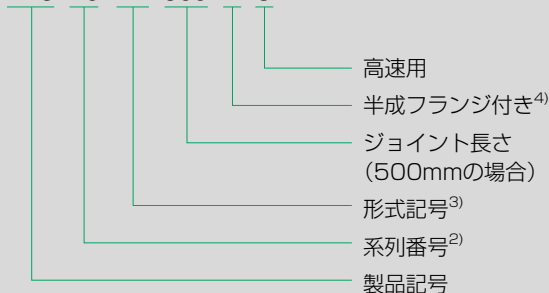 高速用
半成フランジ付き4)
ジョイント長さ
（500mmの場合）
形式記号3)
系列番号2)
製品記号